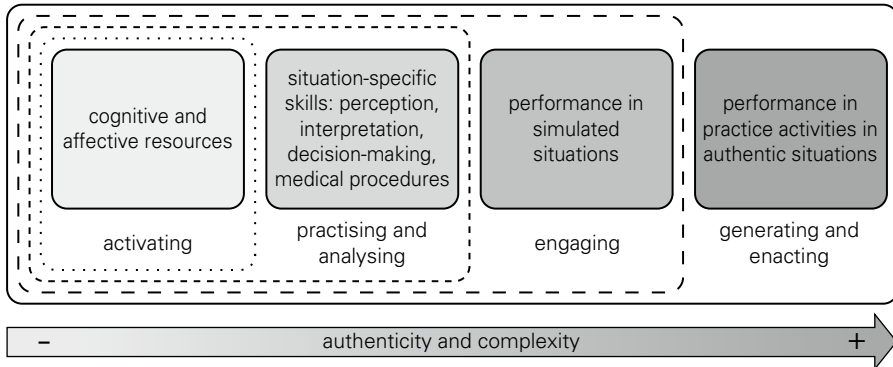 cognitive and
affective resources
activating
situation-specific
skills: perception,
interpretation,
decision-making,
medical procedures
practising and
analysing
performance in
simulated
situations
engaging
performance in
practice activities in
authentic situations
generating and
enacting
– authenticity and complexity +